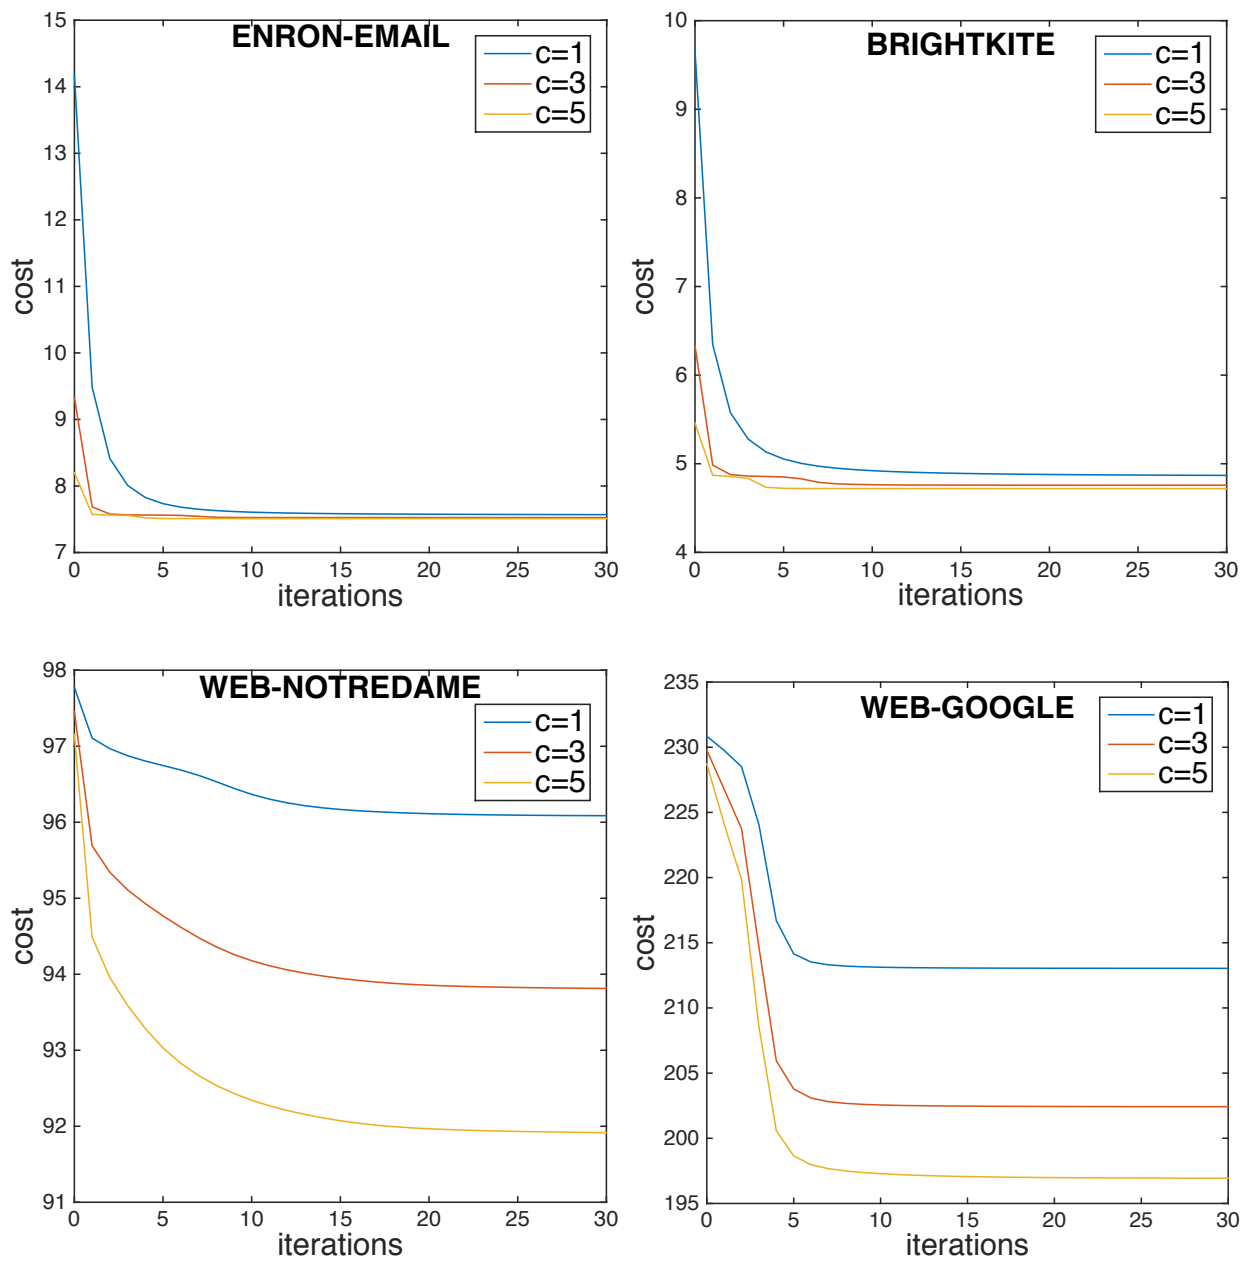 ENRON-EMAIL
c=1
c=3
c=5
15
14
13
12
11
10
9
8
7
cost
0 5 10 15 20 25 30
iterations
BRIGHTKITE
c=1
c=3
c=5
10
9
8
7
6
5
4
cost
0 5 10 15 20 25 30
iterations
WEB-NOTREDAME
c=1
c=3
c=5
98
97
96
95
94
93
92
91
cost
0 5 10 15 20 25 30
iterations
WEB-GOOGLE
c=1
c=3
c=5
235
230
225
220
215
210
205
200
195
cost
0 5 10 15 20 25 30
iterations